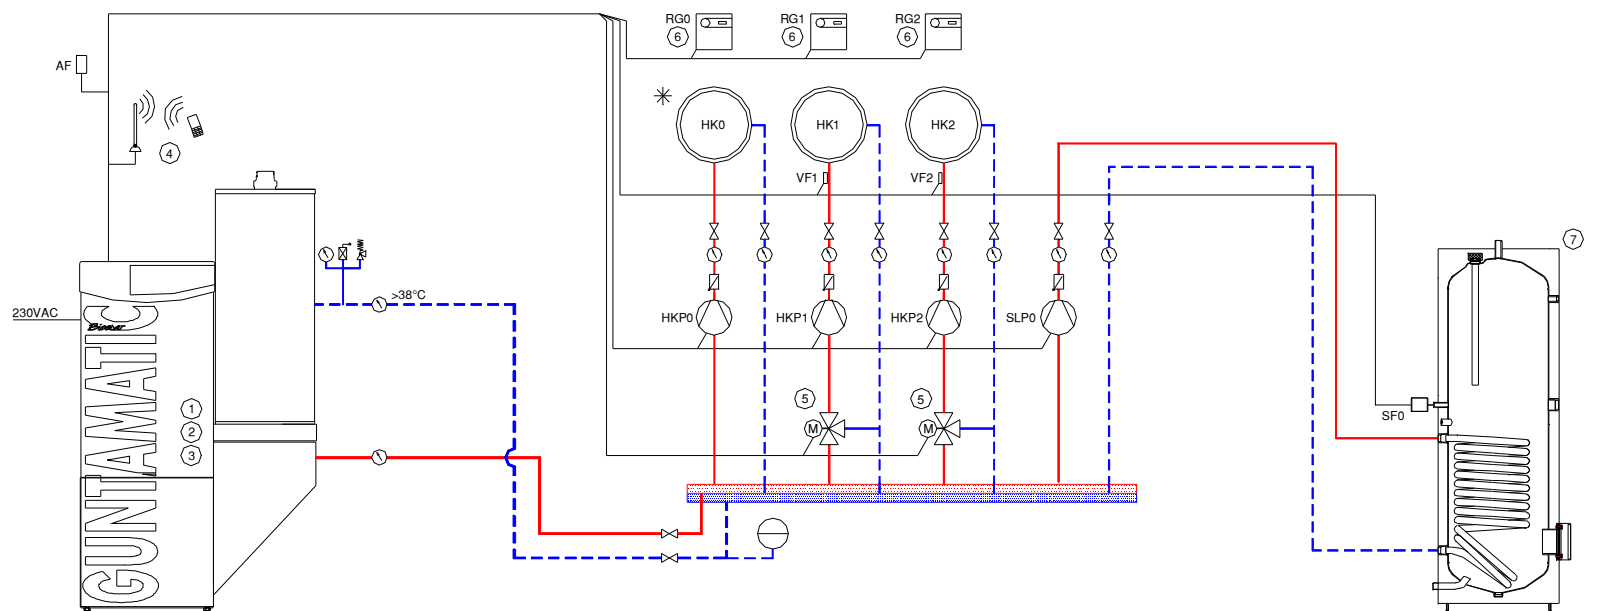 RG0
6
RG1
6
RG2
6
AF
4
HK0
HK1
HK2
VF1
VF2
7
>38°C
230VAC
HKP0
HKP1
HKP2
SLP0
Biostar
GUNTAMATIC
1
2
3
5
5
M
M
SF0